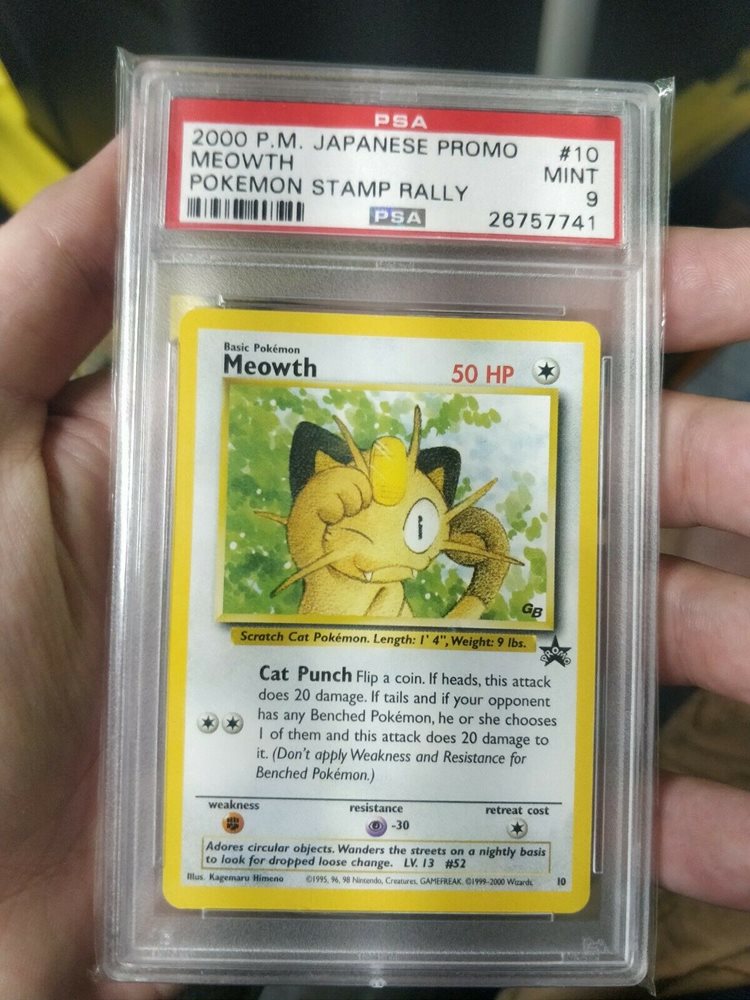 PSA
2000 P.M. JAPANESE PROMO #10
MEOWTH MINT
POKEMON STAMP RALLY 9
PSA 26757741
Basic Pokémon
Meowth 50 HP
GB
Scratch Cat Pokémon. Length: 1' 4", Weight: 9 lbs.
PROMO
Cat Punch Flip a coin. If heads, this attack
does 20 damage. If tails and if your opponent
has any Benched Pokémon, he or she chooses
1 of them and this attack does 20 damage to
it. (Don't apply Weakness and Resistance for
Benched Pokémon.)
weakness resistance retreat cost
-30
Adores circular objects. Wanders the streets on a nightly basis
to look for dropped loose change. LV. 13 #52
Illus. Kagemaru Himeno ©1995, 96, 98 Nintendo, Creatures, GAMEFREAK. ©1999-2000 Wizards. 10